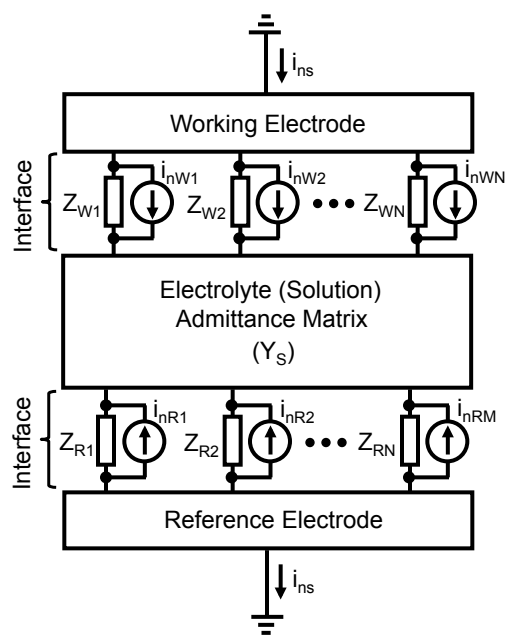 i_ns
Working Electrode
Interface
Z_W1
i_nW1
Z_W2
i_nW2
•••
Z_WN
i_nWN
Electrolyte (Solution)
Admittance Matrix
(Y_S)
Interface
Z_R1
i_nR1
Z_R2
i_nR2
•••
Z_RN
i_nRM
Reference Electrode
i_ns